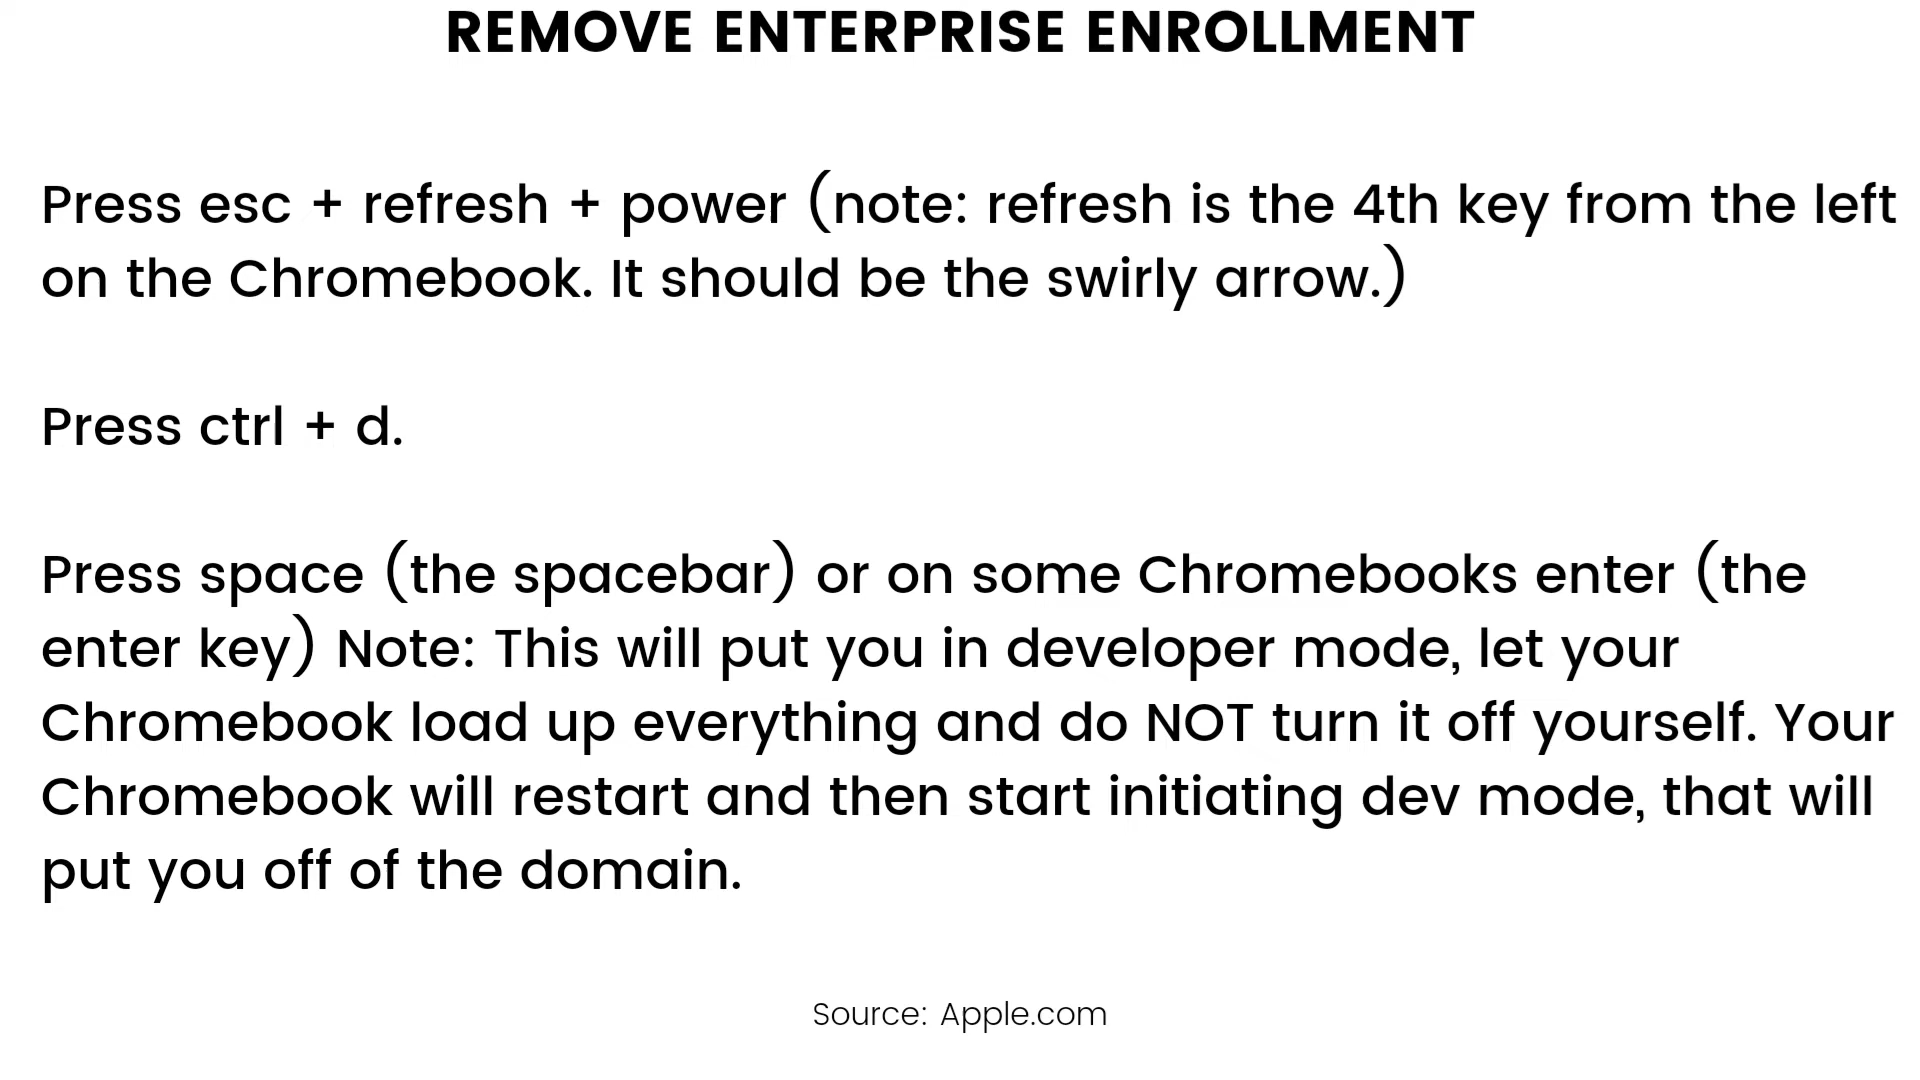 REMOVE ENTERPRISE ENROLLMENT
Press esc + refresh + power (note: refresh is the 4th key from the left
on the Chromebook. It should be the swirly arrow.)
Press ctrl + d.
Press space (the spacebar) or on some Chromebooks enter (the
enter key) Note: This will put you in developer mode, let your
Chromebook load up everything and do NOT turn it off yourself. Your
Chromebook will restart and then start initiating dev mode, that will
put you off of the domain.
Source: Apple.com